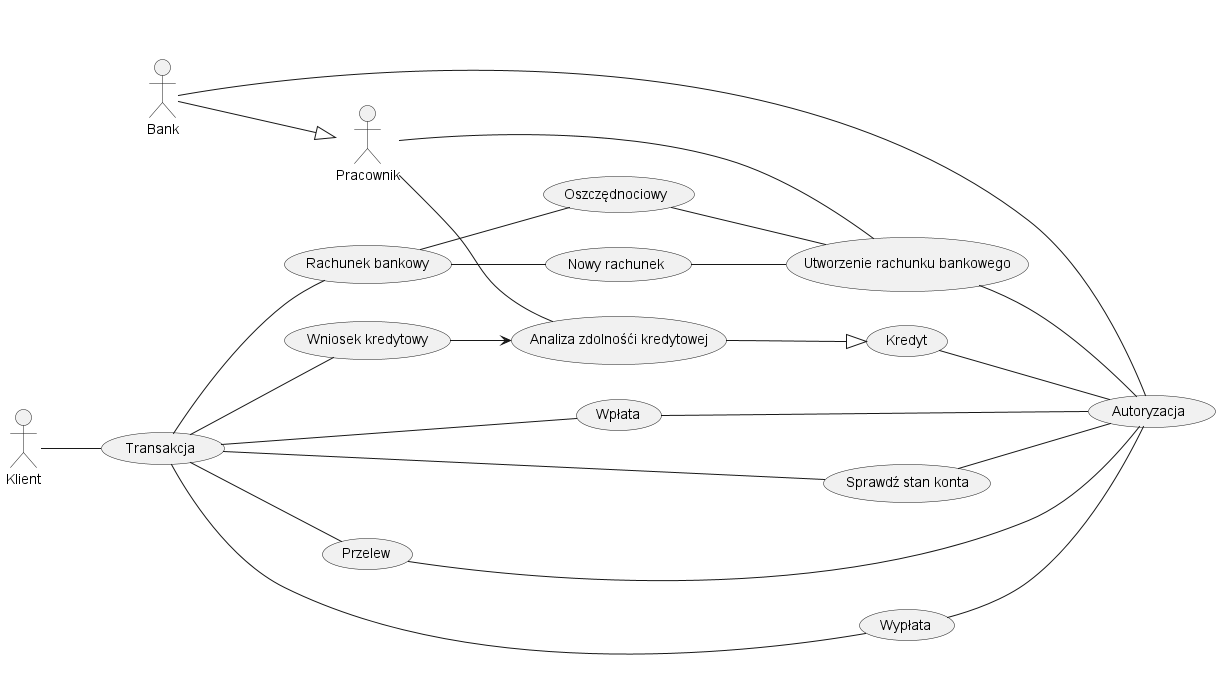 Bank
Pracownik
Oszczędnociowy
Rachunek bankowy
Nowy rachunek
Utworzenie rachunku bankowego
Wniosek kredytowy
Analiza zdolnośći kredytowej
Kredyt
Wpłata
Autoryzacja
Transakcja
Klient
Sprawdź stan konta
Przelew
Wypłata